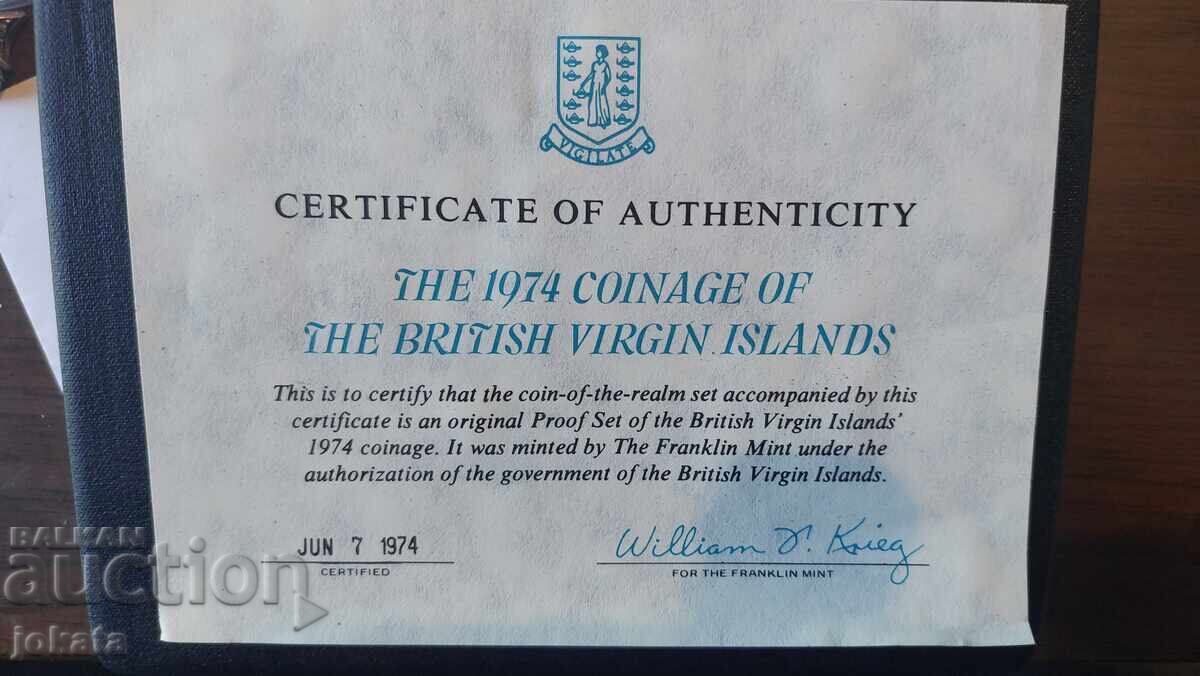 VIGILATE
CERTIFICATE OF AUTHENTICITY
THE 1974 COINAGE OF
THE BRITISH VIRGIN ISLANDS
This is to certify that the coin-of-the-realm set accompanied by this
certificate is an original Proof Set of the British Virgin Islands'
1974 coinage. It was minted by The Franklin Mint under the
authorization of the government of the British Virgin Islands.
JUN 7 1974
CERTIFIED
William F. Krieg
FOR THE FRANKLIN MINT
BALKAN
auction
jokata